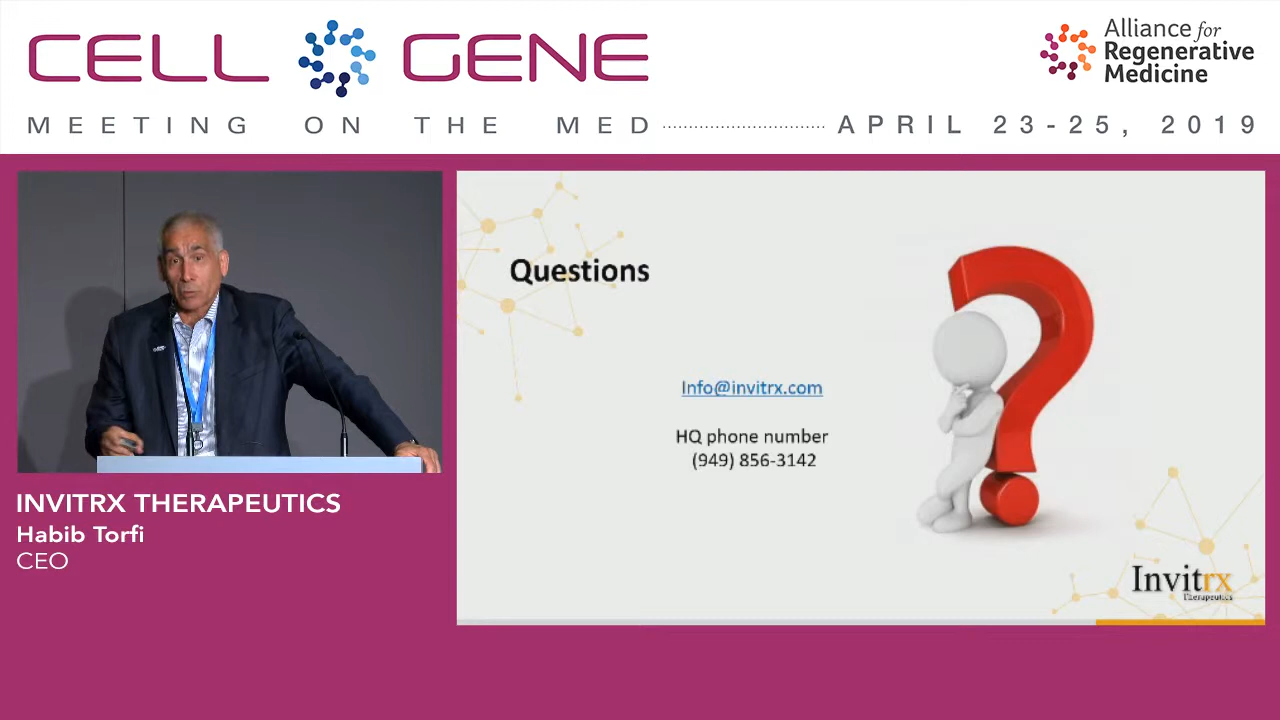 CELL GENE
MEETING ON THE MED
APRIL 23-25, 2019
Alliance for
Regenerative
Medicine
Questions
Info@invitrx.com
HQ phone number
(949) 856-3142
Invitrx
Therapeutics
INVITRX THERAPEUTICS
Habib Torfi
CEO